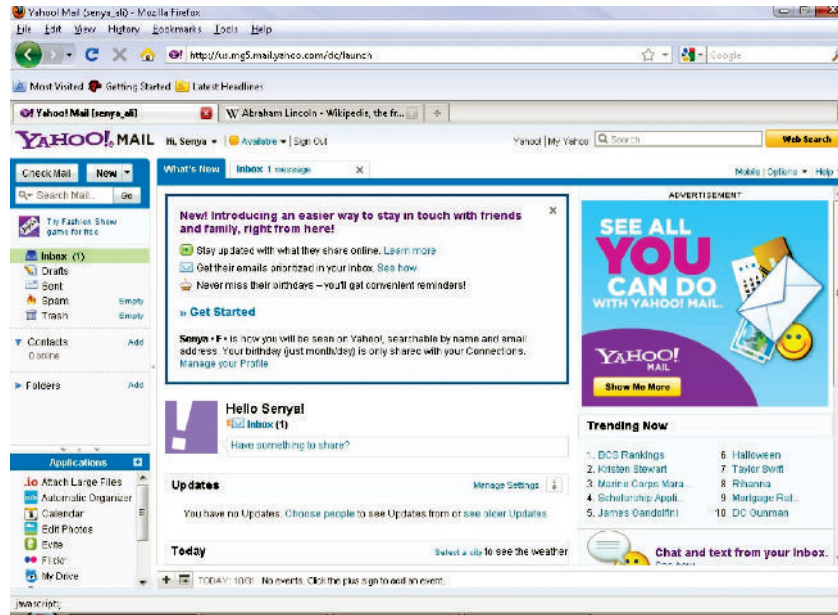 Yahoo! Mail (senya_ali) - Mozilla Firefox
File Edit View History Bookmarks Tools Help
http://us.mg5.mail.yahoo.com/dc/launch
Google
Most Visited Getting Started Latest Headlines
Yahoo! Mail [senya_ali]
W Abraham Lincoln - Wikipedia, the fr...
YAHOO! MAIL Hi, Senya Available Sign Out
Yahoo! My Yahoo! Search Web Search
Check Mail New
What's New Inbox 1 message
Mobile Options Help
Search Mail... Go
Try Fashion Show
game for free
Inbox (1)
Drafts
Sent
Spam Empty
Trash Empty
Contacts Add
0 online
Folders Add
Applications
Attach Large Files
Automatic Organizer
Calendar
Edit Photos
Evite
Flickr
My Drive
New! Introducing an easier way to stay in touch with friends
and family, right from here!
Stay updated with what they share online. Learn more
Get their emails prioritized in your Inbox. See how
Never miss their birthdays – you'll get convenient reminders!
» Get Started
Senya • F • is how you will be seen on Yahoo!, searchable by name and email
address. Your birthday (just month/day) is only shared with your Connections.
Manage your Profile
Hello Senya!
Inbox (1)
Have something to share?
Updates Manage Settings
You have no Updates. Choose people to see Updates from or see older Updates
Today Select a city to see the weather
TODAY: 10/31 No events. Click the plus sign to add an event.
ADVERTISEMENT
SEE ALL
YOU
CAN DO
WITH YAHOO! MAIL.
YAHOO!
MAIL
Show Me More
Trending Now
1. BCS Rankings
2. Kristen Stewart
3. Marine Corps Mara...
4. Scholarship Appli...
5. James Gandolfini
6. Halloween
7. Taylor Swift
8. Rihanna
9. Mortgage Rat...
10. DC Gunman
Chat and text from your Inbox.
See how
javascript:;